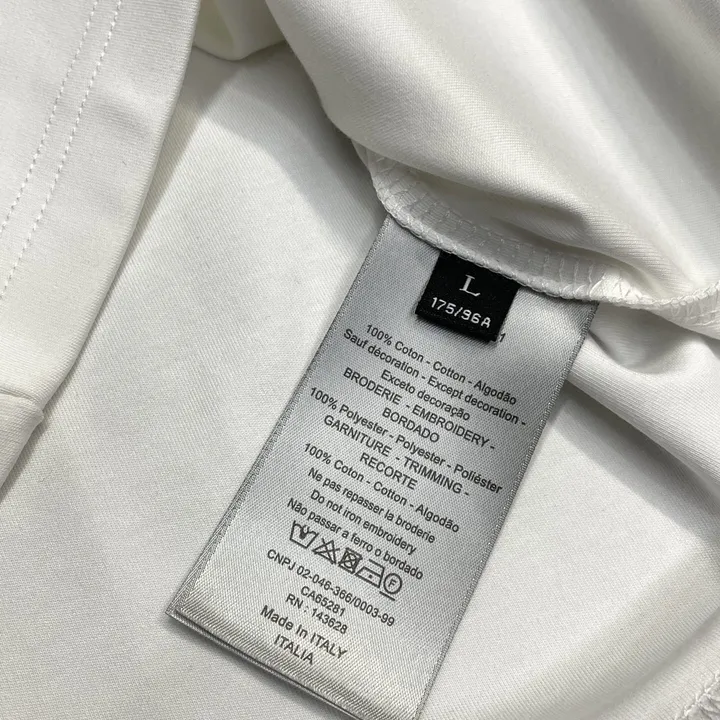 L
175/96A
1
100% Coton - Cotton - Algodão
Sauf décoration - Except decoration -
Exceto decoração
BRODERIE - EMBROIDERY -
BORDADO
100% Polyester - Polyester - Poliéster
GARNITURE - TRIMMING -
RECORTE
100% Coton - Cotton - Algodão
Ne pas repasser la broderie
Do not iron embroidery
Não passar a ferro o bordado
CNPJ 02-046-366/0003-99
CA65281
RN : 143628
Made In ITALY
ITALIA